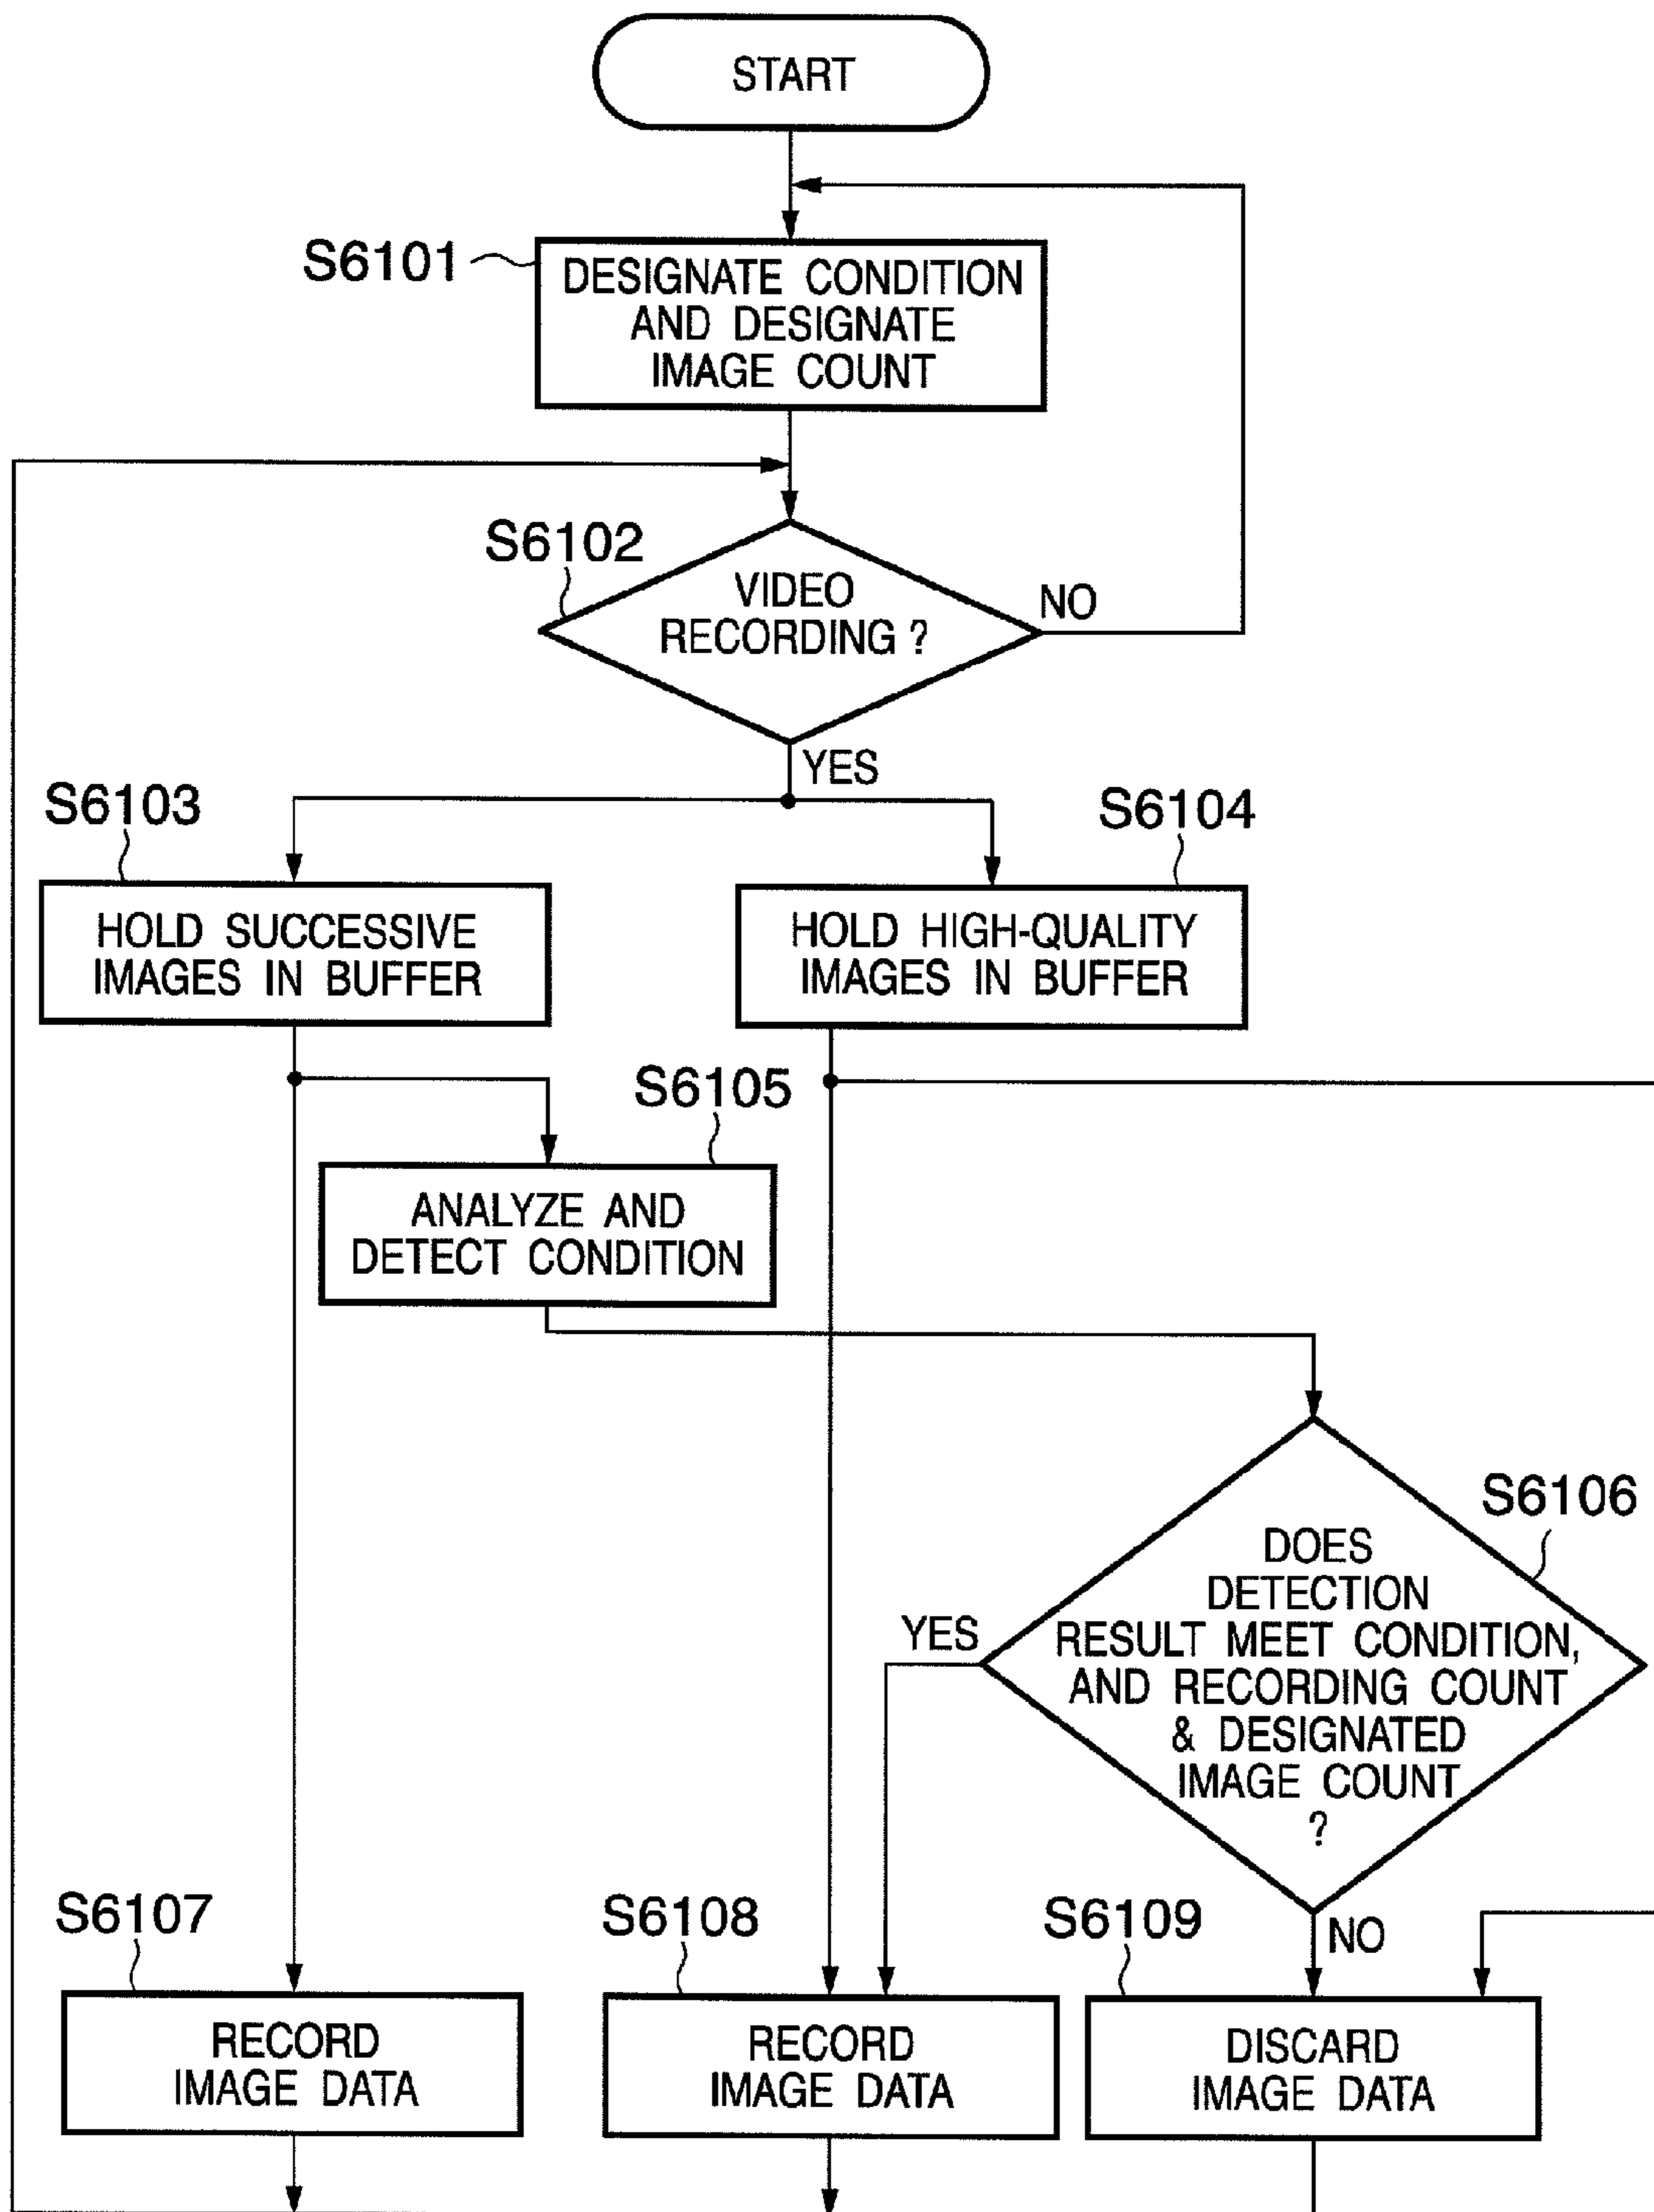 START
S6101
DESIGNATE CONDITION
AND DESIGNATE
IMAGE COUNT
S6102
VIDEO
RECORDING ?
NO
YES
S6103
S6104
HOLD SUCCESSIVE
IMAGES IN BUFFER
HOLD HIGH-QUALITY
IMAGES IN BUFFER
S6105
ANALYZE AND
DETECT CONDITION
S6106
DOES
DETECTION
RESULT MEET CONDITION,
AND RECORDING COUNT
& DESIGNATED
IMAGE COUNT
?
YES
NO
S6107
S6108
S6109
RECORD
IMAGE DATA
RECORD
IMAGE DATA
DISCARD
IMAGE DATA